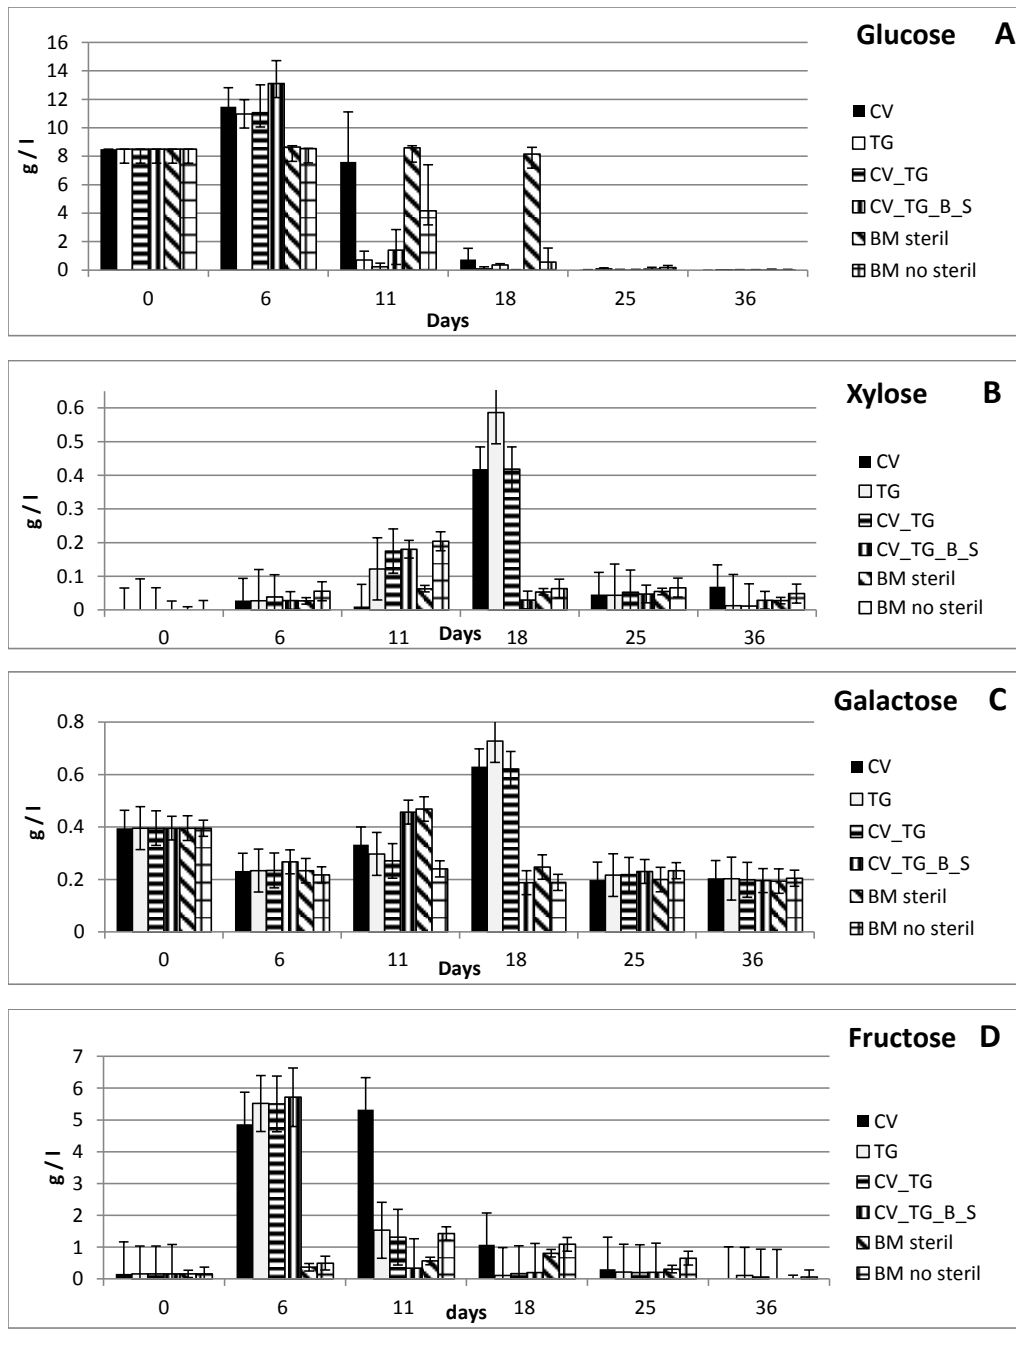 Glucose A
16
14
12
10
8
6
4
2
0
g / l
0 6 11 18 25 36
Days
CV
TG
CV_TG
CV_TG_B_S
BM steril
BM no steril
Xylose B
0.6
0.5
0.4
0.3
0.2
0.1
0
g / l
0 6 11 18 25 36
Days
CV
TG
CV_TG
CV_TG_B_S
BM steril
BM no steril
Galactose C
0.8
0.6
0.4
0.2
0
g / l
0 6 11 18 25 36
Days
CV
TG
CV_TG
CV_TG_B_S
BM steril
BM no steril
Fructose D
7
6
5
4
3
2
1
0
g / l
0 6 11 18 25 36
days
CV
TG
CV_TG
CV_TG_B_S
BM steril
BM no steril